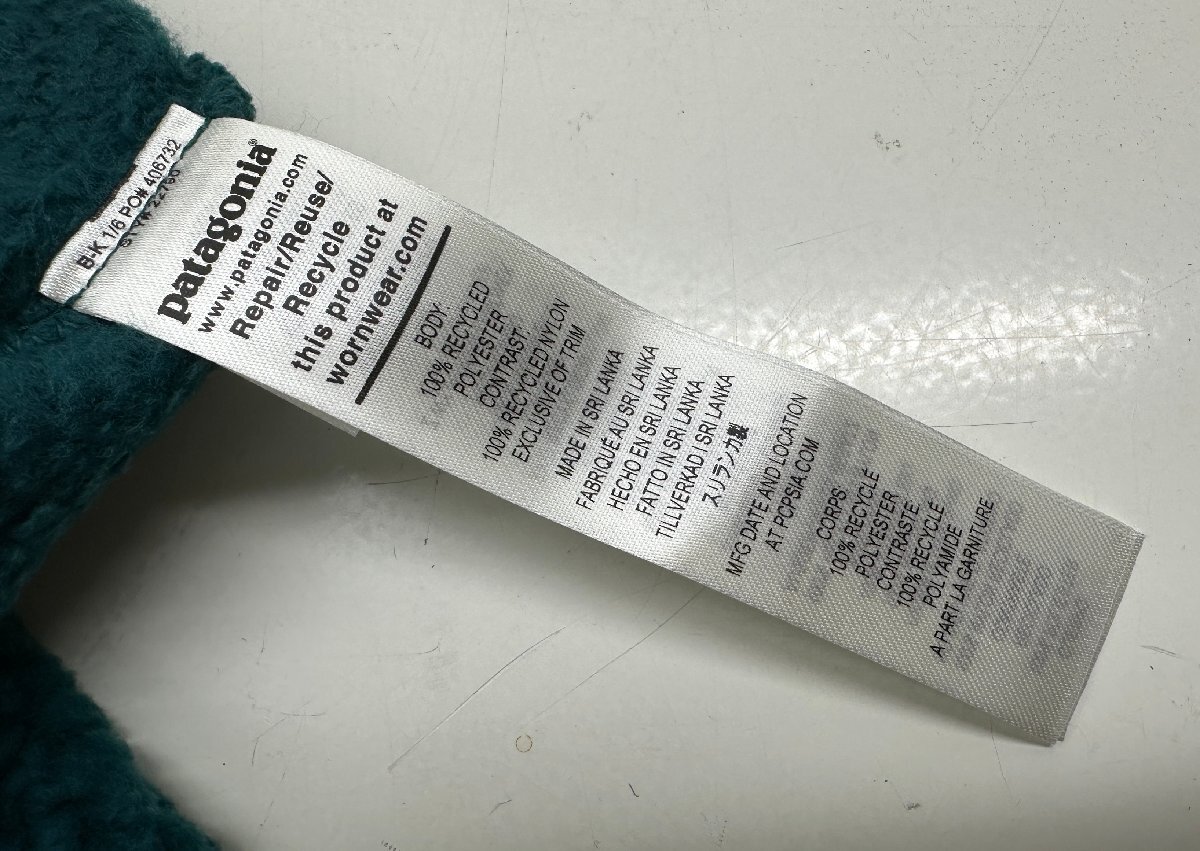 B-K 1/6 PO# 406732
patagonia®
www.patagonia.com
Repair/Reuse/
Recycle
this product at
wornwear.com
BODY
100% RECYCLED
POLYESTER
CONTRAST:
100% RECYCLED NYLON
EXCLUSIVE OF TRIM
MADE IN SRI LANKA
FABRIQUÉ AU SRI LANKA
HECHO EN SRI LANKA
FATTO IN SRI LANKA
TILLVERKAD I SRI LANKA
スリランカ製
MFG DATE AND LOCATION
AT PCPSIA.COM
CORPS
100% RECYCLÉ
POLYESTER
CONTRASTE
100% RECYCLÉ
POLYAMIDE
A PART LA GARNITURE